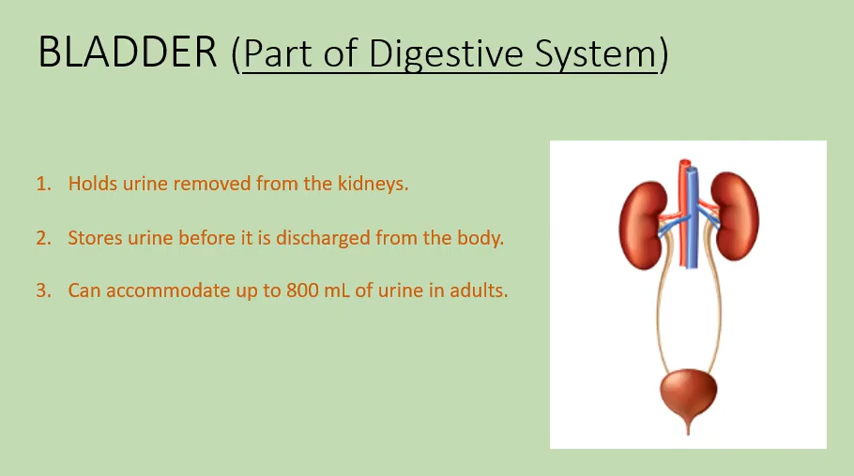 BLADDER (Part of Digestive System)
1. Holds urine removed from the kidneys.
2. Stores urine before it is discharged from the body.
3. Can accommodate up to 800 mL of urine in adults.